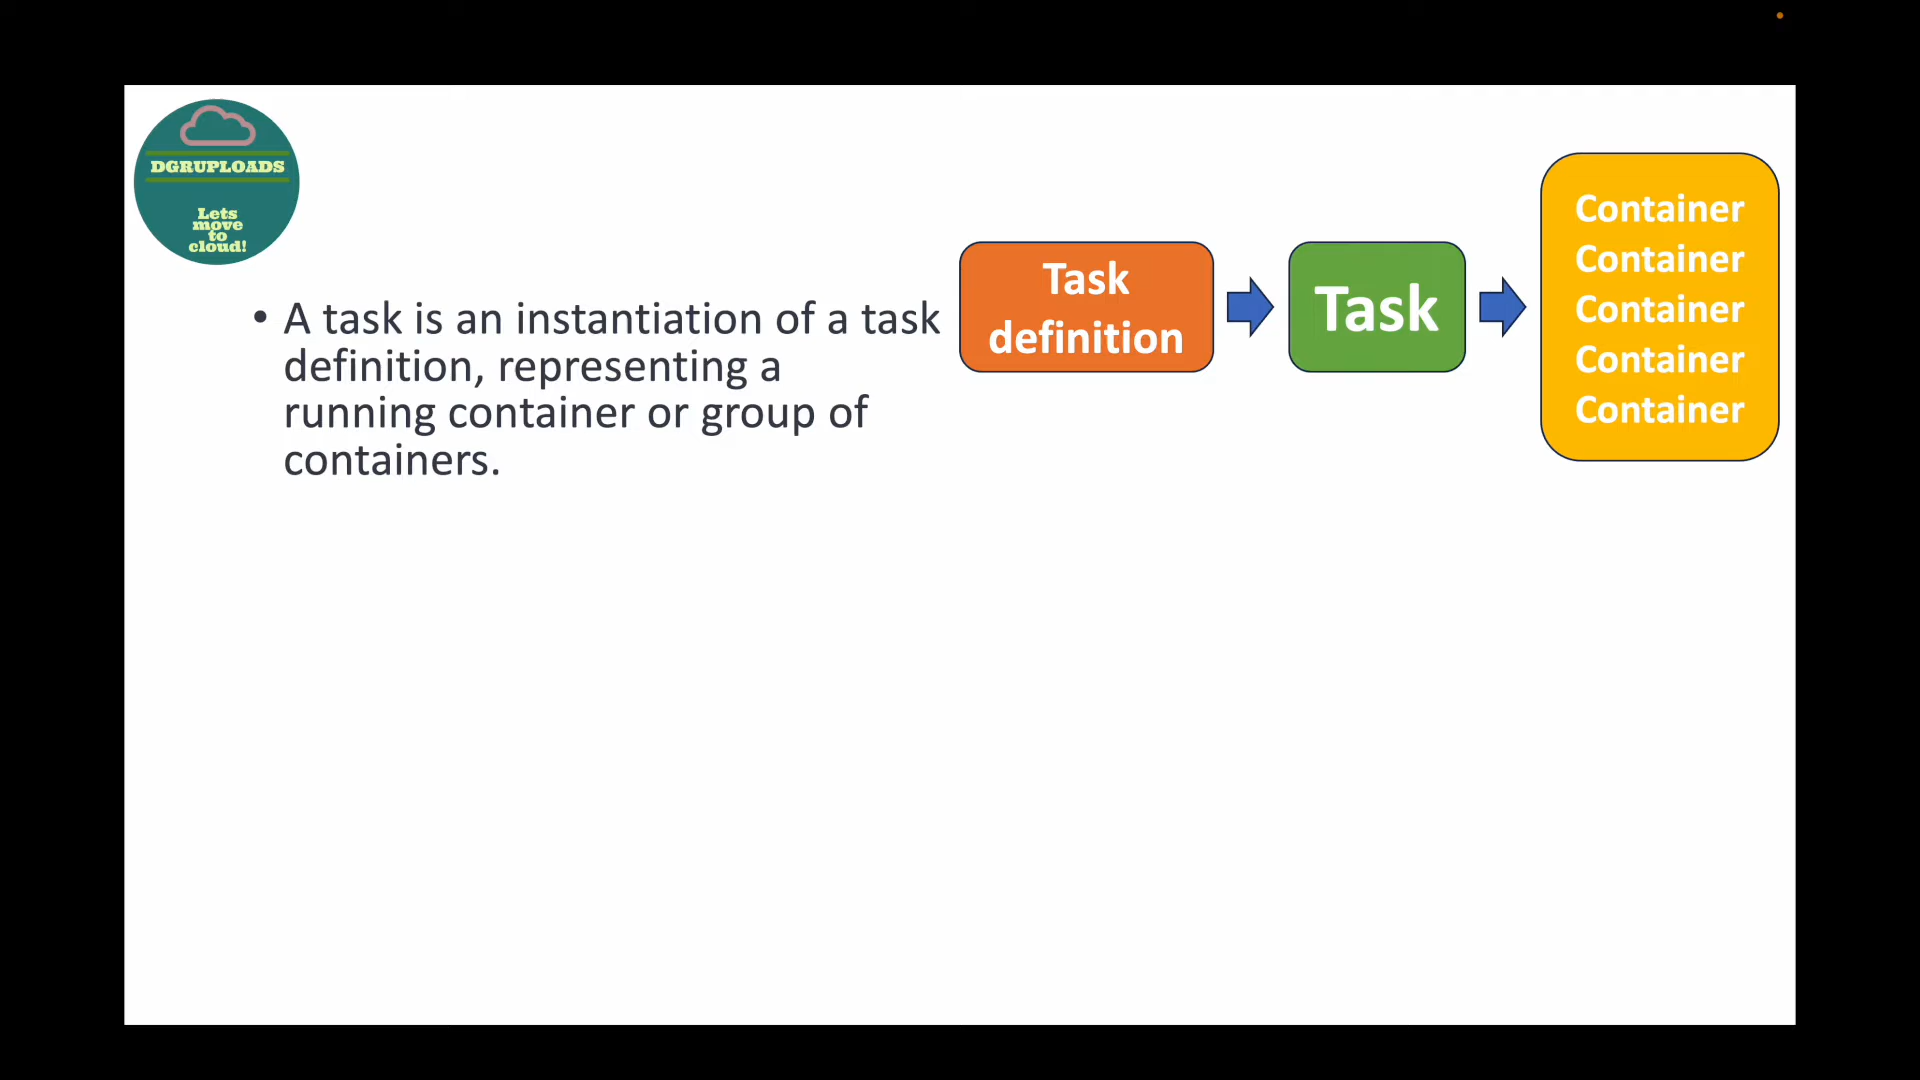 DGRUPLOADS
Lets
move
to
cloud!
• A task is an instantiation of a task
definition, representing a
running container or group of
containers.
Task
definition
Task
Container
Container
Container
Container
Container